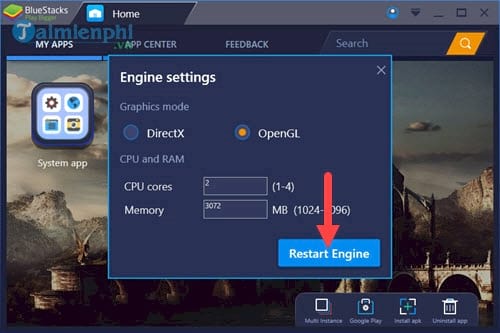 BlueStacks
Play Bigger
Home
Taimienphi
.vn
MY APPS
APP CENTER
FEEDBACK
Search
System app
Engine settings
Graphics mode
DirectX
OpenGL
CPU and RAM
CPU cores 2 (1-4)
Memory 3072 MB (1024- 096)
Restart Engine
Multi Instance
Google Play
Install apk
Uninstall app